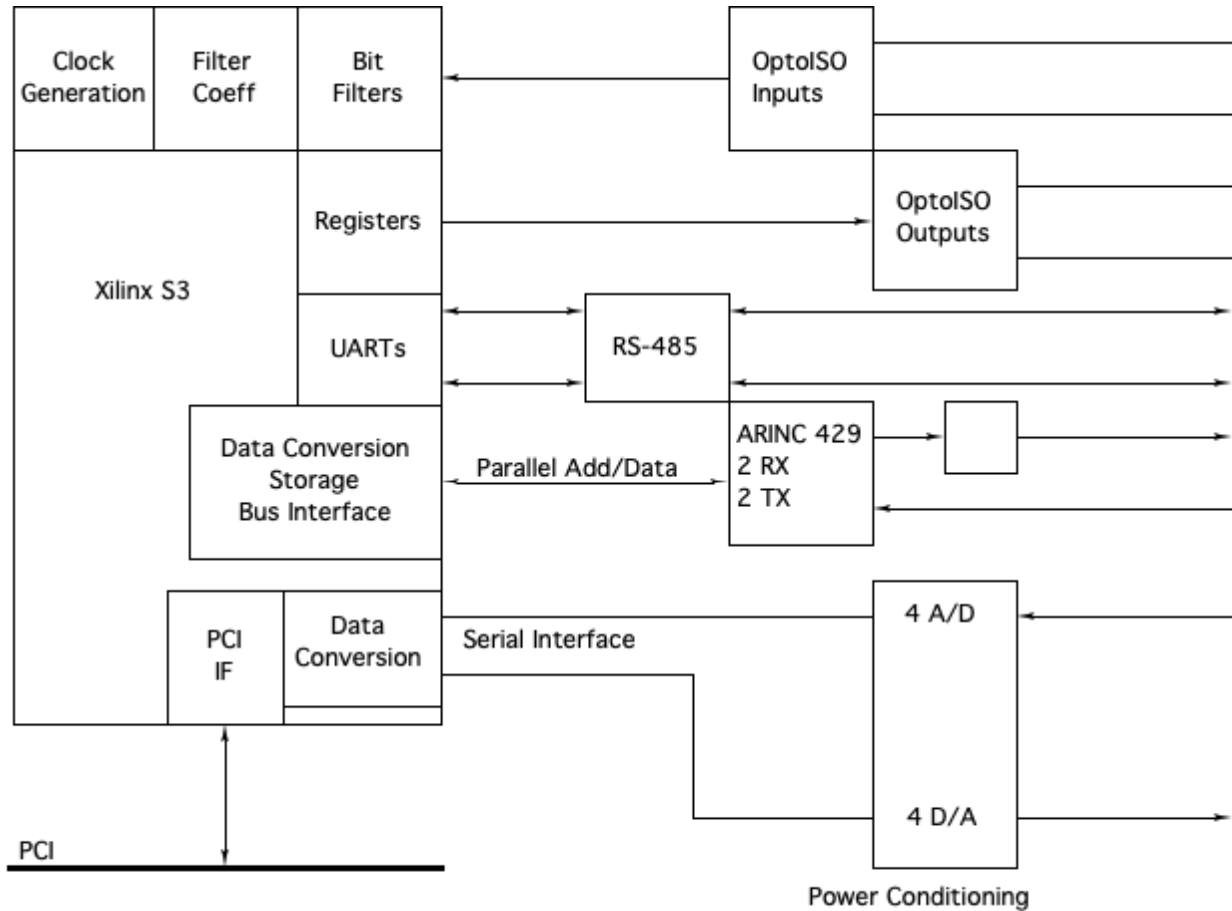 Clock
Generation
Filter
Coeff
Bit
Filters
OptoISO
Inputs
Registers
OptoISO
Outputs
Xilinx S3
UARTs
RS-485
Data Conversion
Storage
Bus Interface
Parallel Add/Data
ARINC 429
2 RX
2 TX
PCI
IF
Data
Conversion
Serial Interface
4 A/D
4 D/A
PCI
Power Conditioning